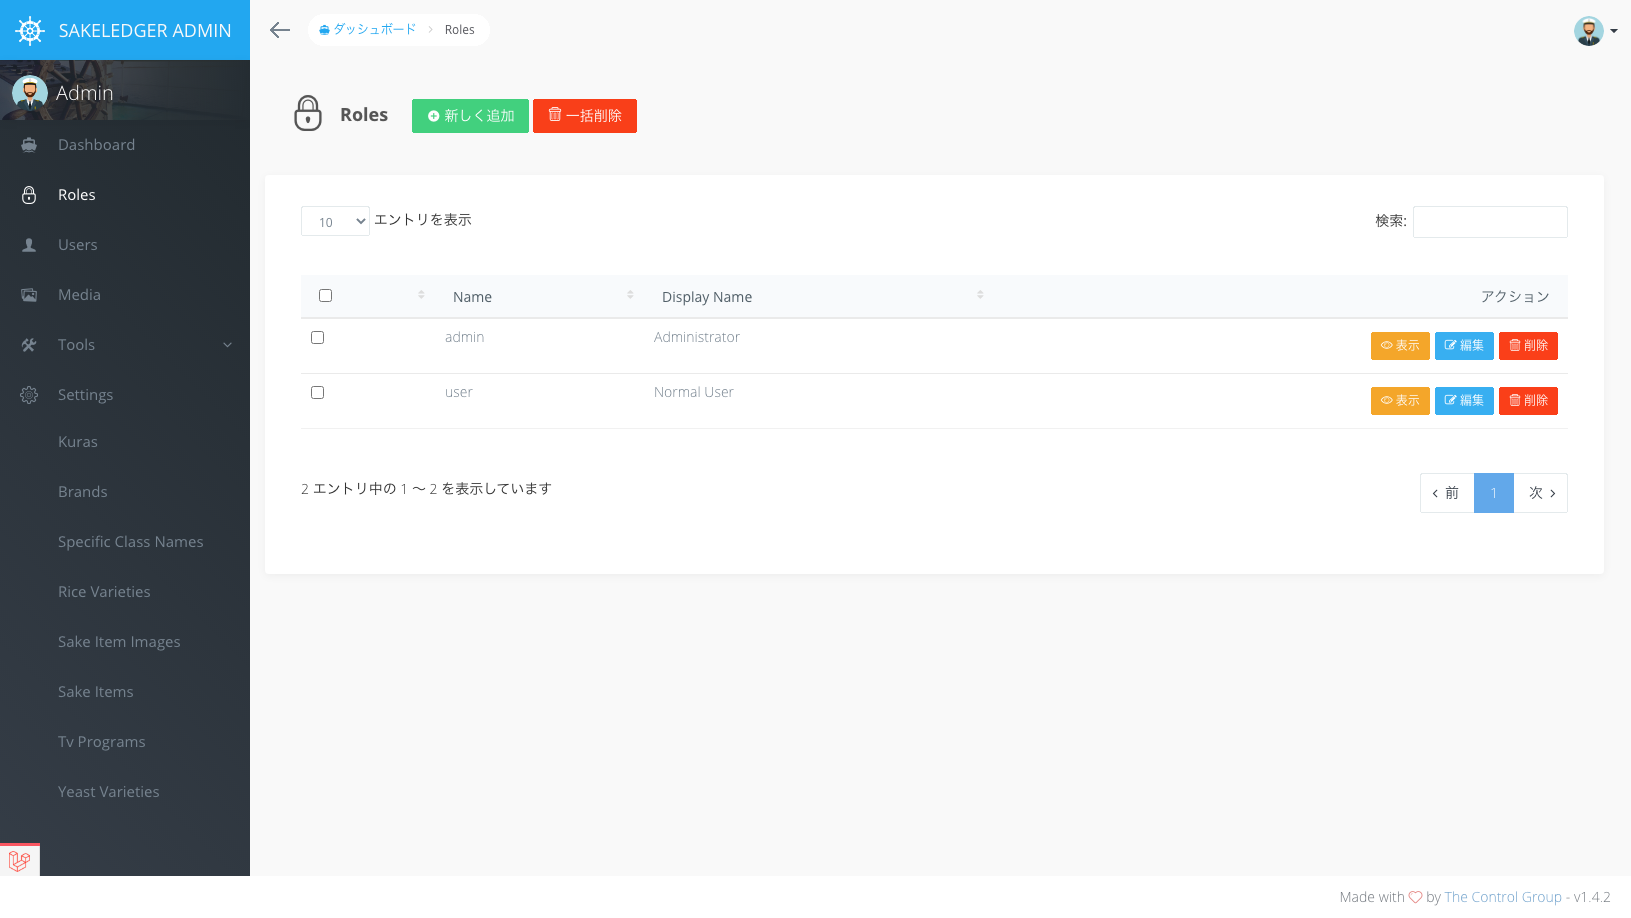 SAKELEDGER ADMIN
ダッシュボード Roles
Admin
Dashboard
Roles
Users
Media
Tools
Settings
Kuras
Brands
Specific Class Names
Rice Varieties
Sake Item Images
Sake Items
Tv Programs
Yeast Varieties
Roles 新しく追加 一括削除
10 エントリを表示 検索:
Name Display Name アクション
admin Administrator 表示 編集 削除
user Normal User 表示 編集 削除
2 エントリ中の 1 〜 2 を表示しています
‹ 前 1 次 ›
Made with ♡ by The Control Group - v1.4.2